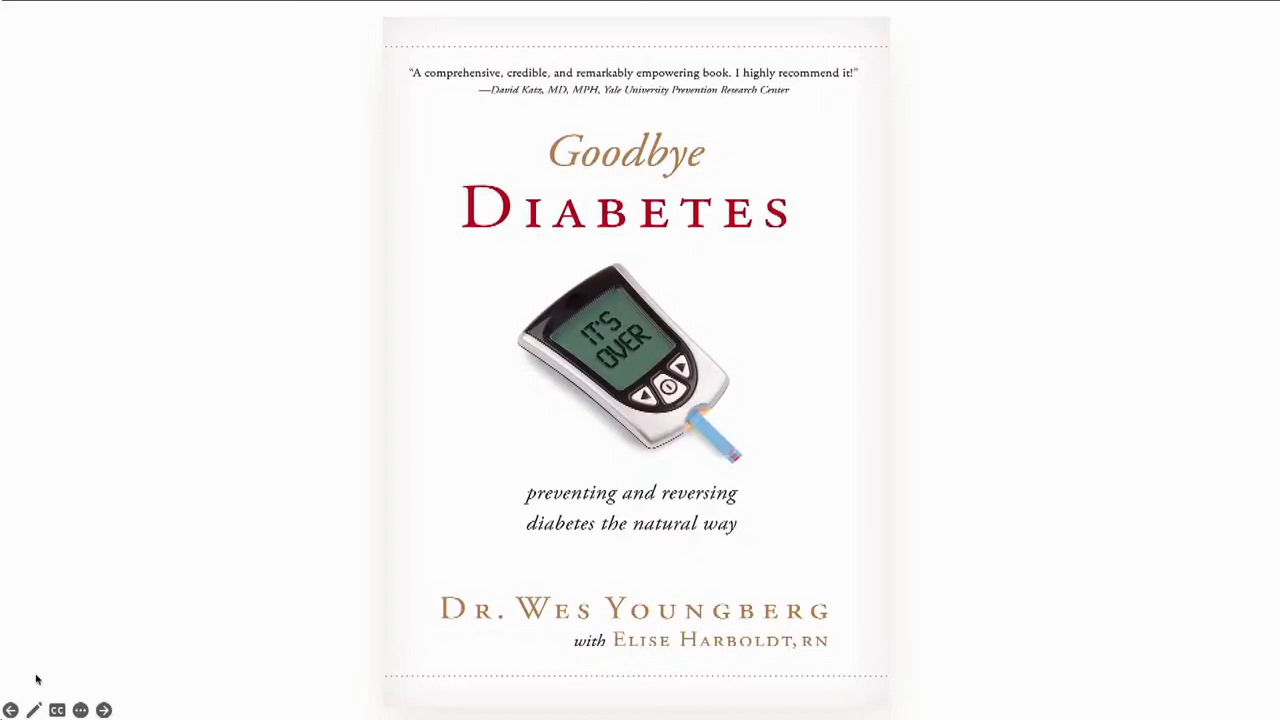 “A comprehensive, credible, and remarkably empowering book. I highly recommend it!”
—David Katz, MD, MPH, Yale University Prevention Research Center
Goodbye
DIABETES
IT'S
OVER
preventing and reversing
diabetes the natural way
DR. WES YOUNGBERG
with ELISE HARBOLDT, RN
CC